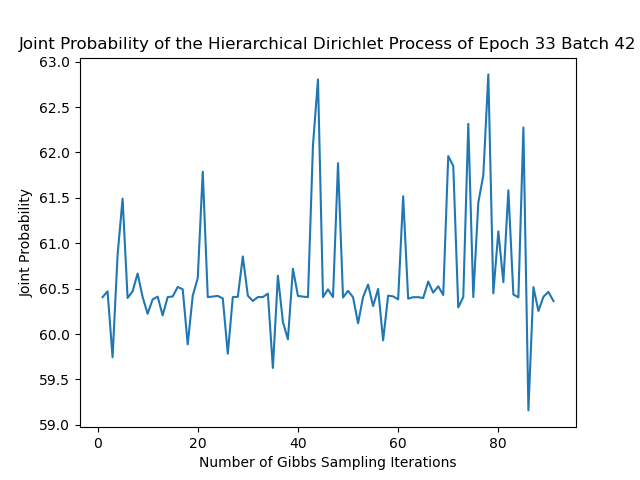 Joint Probability of the Hierarchical Dirichlet Process of Epoch 33 Batch 42
63.0
62.5
62.0
61.5
61.0
60.5
60.0
59.5
59.0
Joint Probability
0 20 40 60 80
Number of Gibbs Sampling Iterations